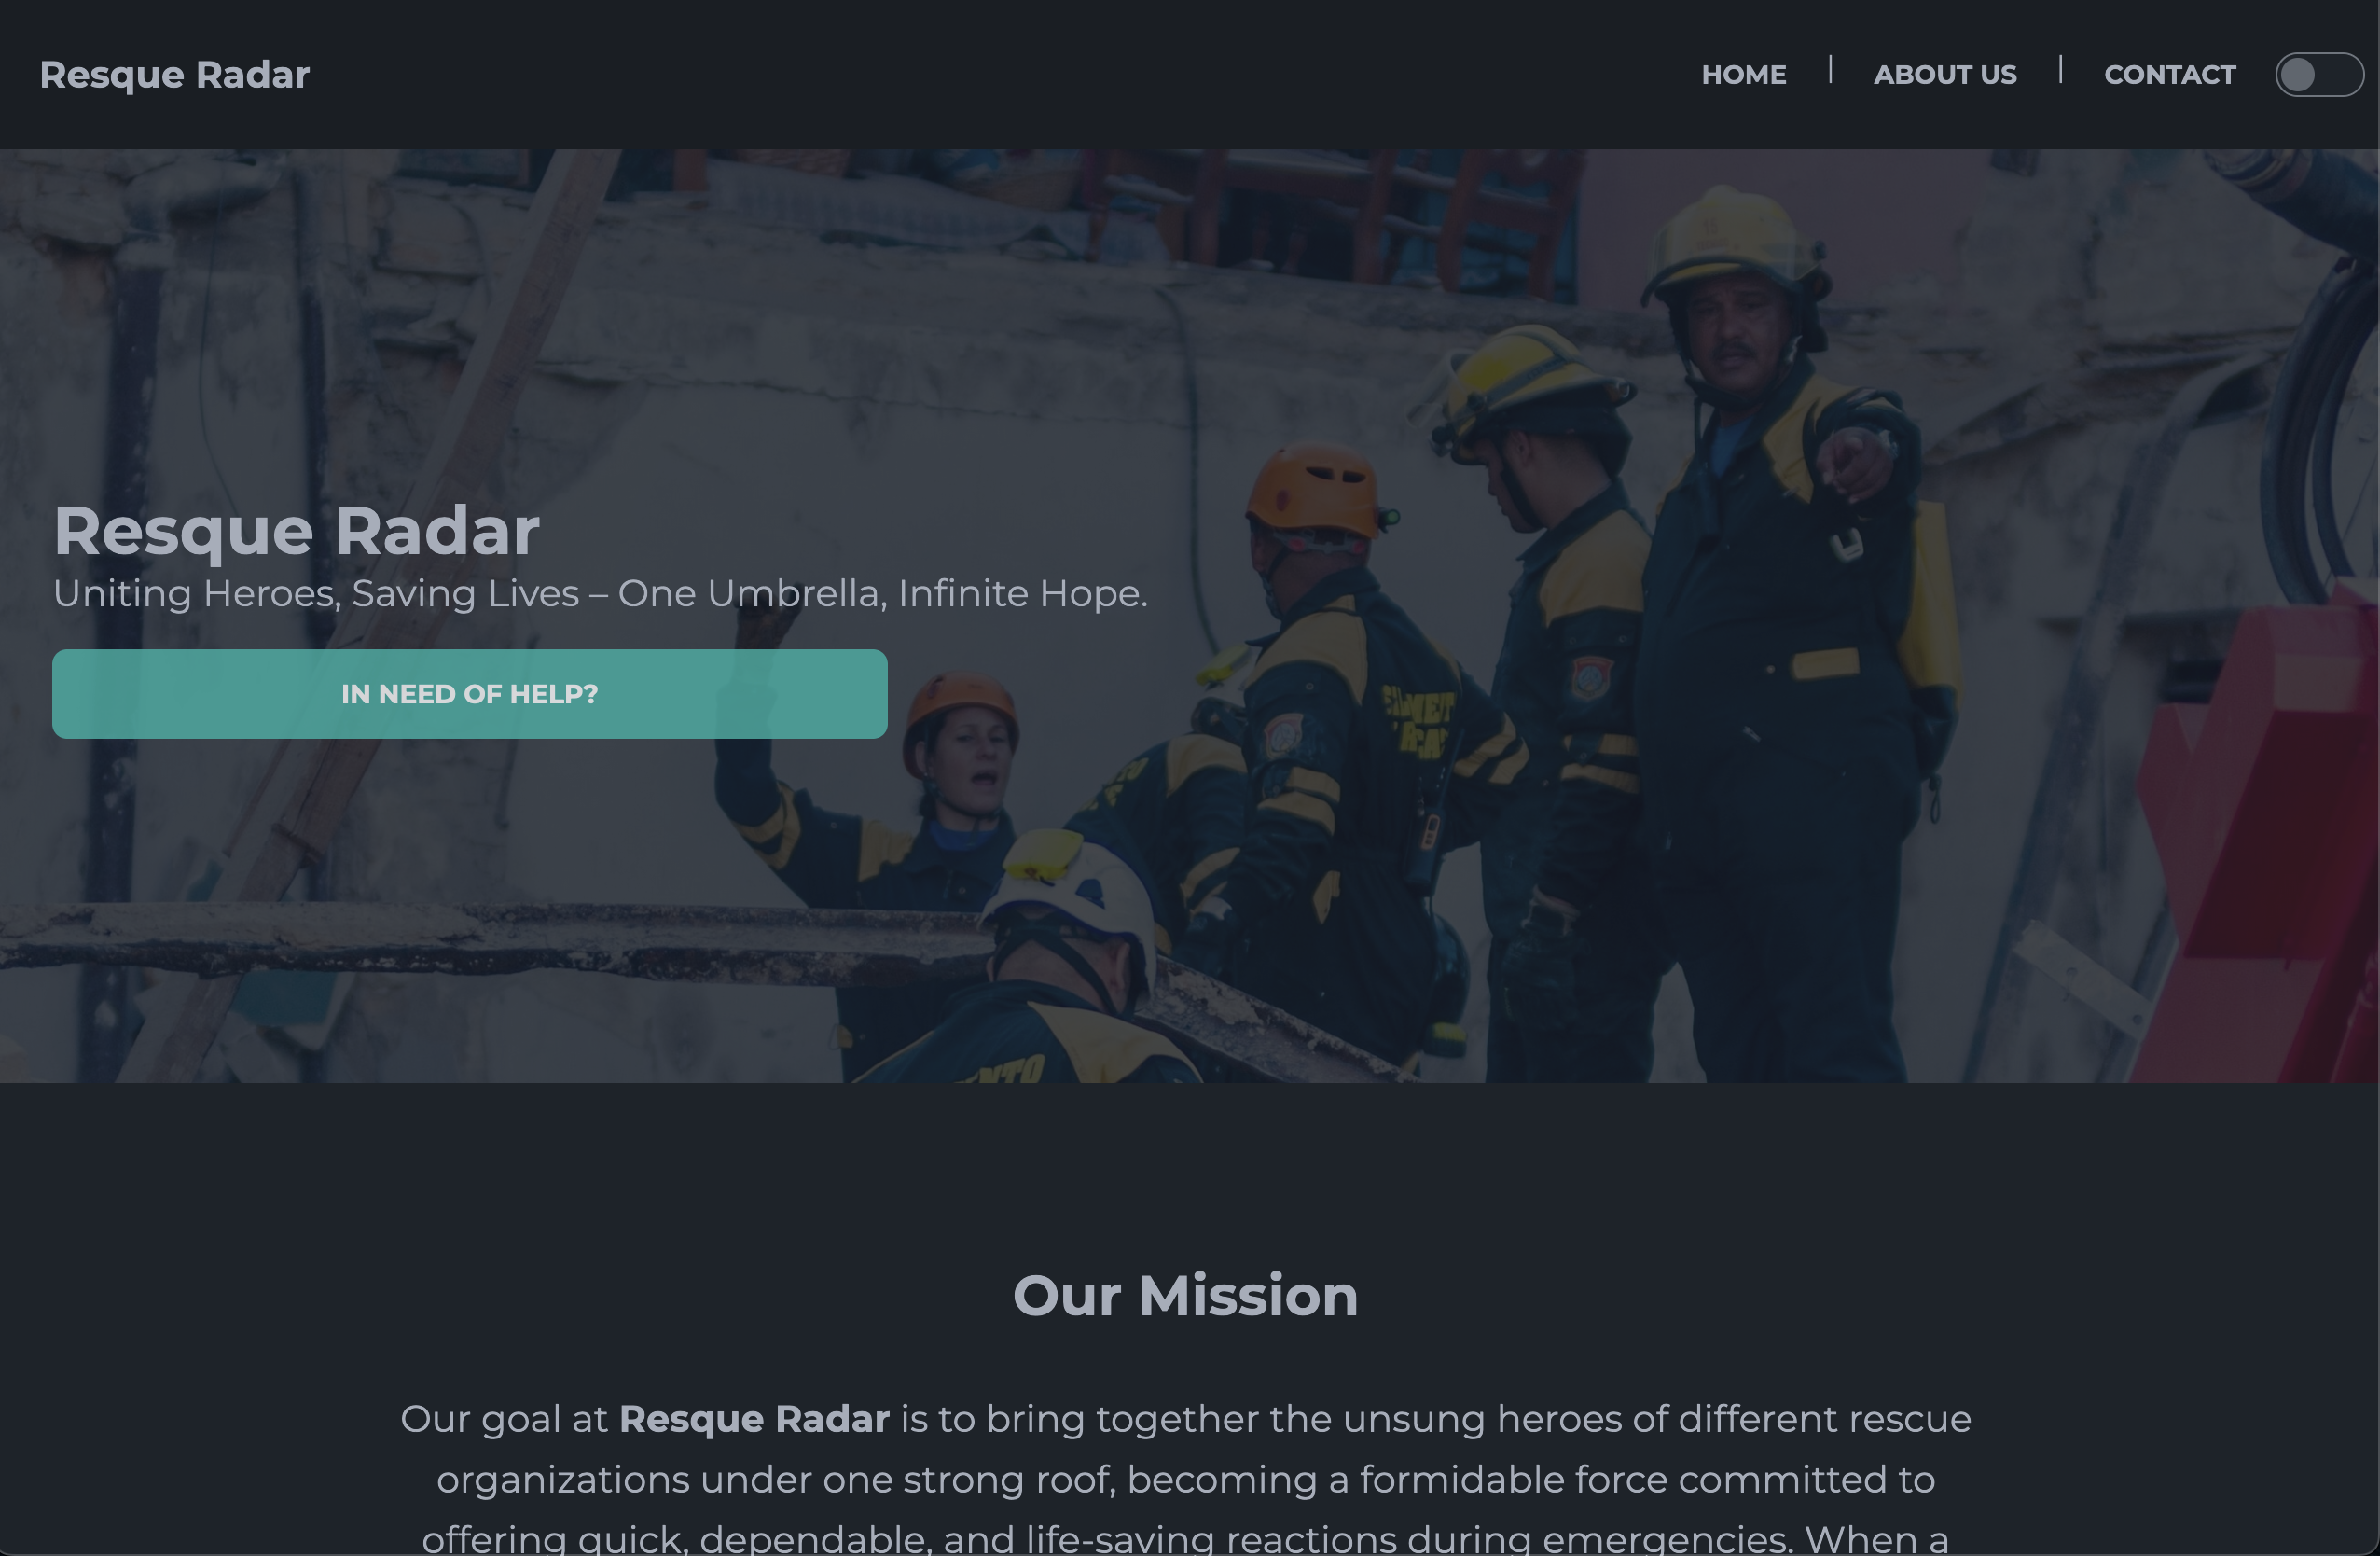 Resque Radar
HOME
ABOUT US
CONTACT
Resque Radar
Uniting Heroes, Saving Lives – One Umbrella, Infinite Hope.
IN NEED OF HELP?
Our Mission
Our goal at Resque Radar is to bring together the unsung heroes of different rescue
organizations under one strong roof, becoming a formidable force committed to
offering quick, dependable, and life-saving reactions during emergencies. When a